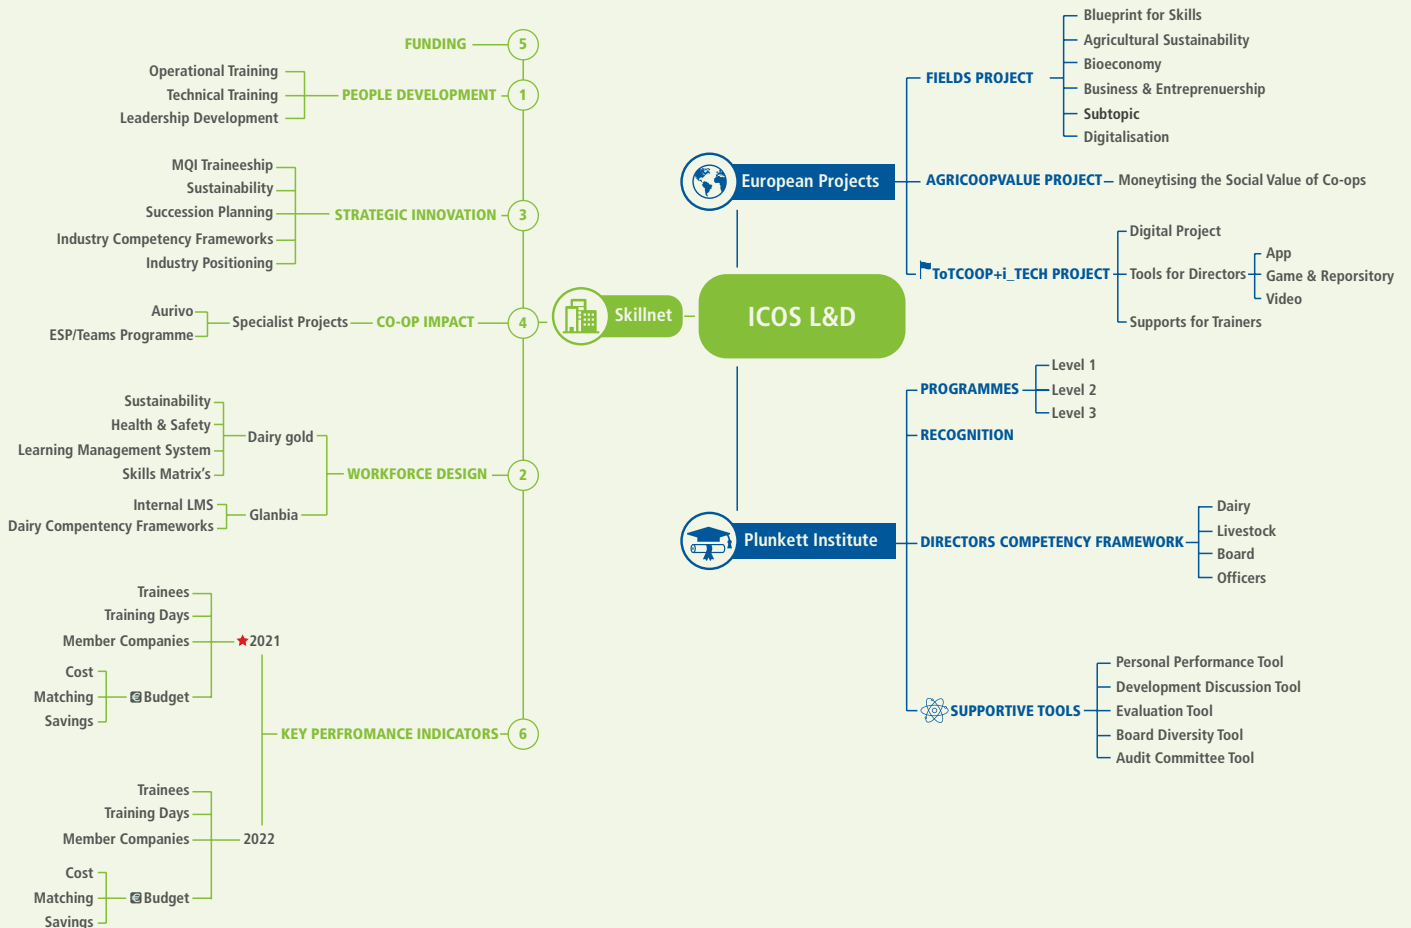 ICOS L&D
Skillnet
5
FUNDING
1
PEOPLE DEVELOPMENT
Operational Training
Technical Training
Leadership Development
3
STRATEGIC INNOVATION
MQI Traineeship
Sustainability
Succession Planning
Industry Competency Frameworks
Industry Positioning
4
CO-OP IMPACT
Specialist Projects
Aurivo
ESP/Teams Programme
2
WORKFORCE DESIGN
Dairy gold
Sustainability
Health & Safety
Learning Management System
Skills Matrix's
Glanbia
Internal LMS
Dairy Compentency Frameworks
6
KEY PERFROMANCE INDICATORS
2021
Trainees
Training Days
Member Companies
€ Budget
Cost
Matching
Savings
2022
Trainees
Training Days
Member Companies
€ Budget
Cost
Matching
Savings
European Projects
FIELDS PROJECT
Blueprint for Skills
Agricultural Sustainability
Bioeconomy
Business & Entreprenuership
Subtopic
Digitalisation
AGRICOOPVALUE PROJECT
Moneytising the Social Value of Co-ops
ToTCOOP+i_TECH PROJECT
Digital Project
Tools for Directors
App
Game & Reporsitory
Video
Supports for Trainers
Plunkett Institute
PROGRAMMES
Level 1
Level 2
Level 3
RECOGNITION
DIRECTORS COMPETENCY FRAMEWORK
Dairy
Livestock
Board
Officers
SUPPORTIVE TOOLS
Personal Performance Tool
Development Discussion Tool
Evaluation Tool
Board Diversity Tool
Audit Committee Tool